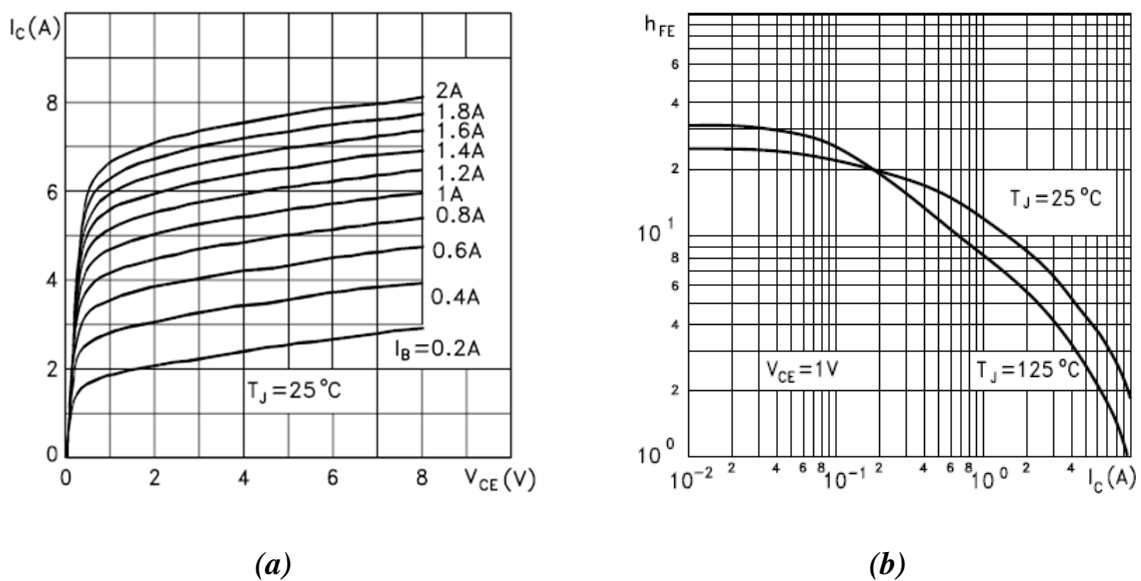 I_C(A)
8
6
4
2
0
0 2 4 6 8 V_CE(V)
2A
1.8A
1.6A
1.4A
1.2A
1A
0.8A
0.6A
0.4A
I_B=0.2A
T_J=25°C
(a)
h_FE
6
4
2
10^1
8
6
4
2
10^0
T_J=25°C
V_CE=1V T_J=125°C
10^-2 2 4 6 8 10^-1 2 4 6 8 10^0 2 4 I_C(A)
(b)